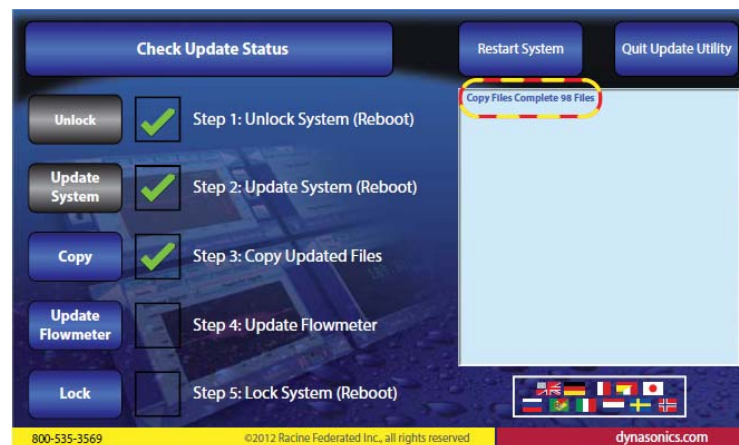 Check Update Status
Restart System
Quit Update Utility
Copy Files Complete 98 Files
Unlock
Step 1: Unlock System (Reboot)
Update
System
Step 2: Update System (Reboot)
Copy
Step 3: Copy Updated Files
Update
Flowmeter
Step 4: Update Flowmeter
Lock
Step 5: Lock System (Reboot)
800-535-3569
©2012 Racine Federated Inc., all rights reserved
dynasonics.com